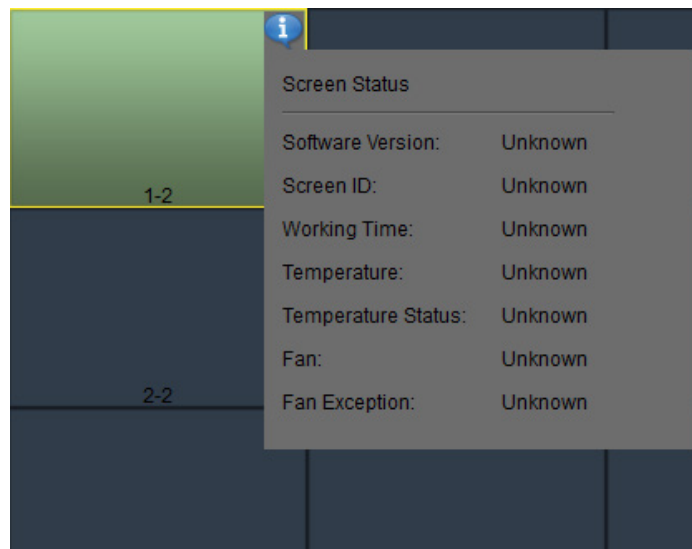 Screen Status
Software Version: Unknown
Screen ID: Unknown
1-2
Working Time: Unknown
Temperature: Unknown
Temperature Status: Unknown
Fan: Unknown
2-2
Fan Exception: Unknown